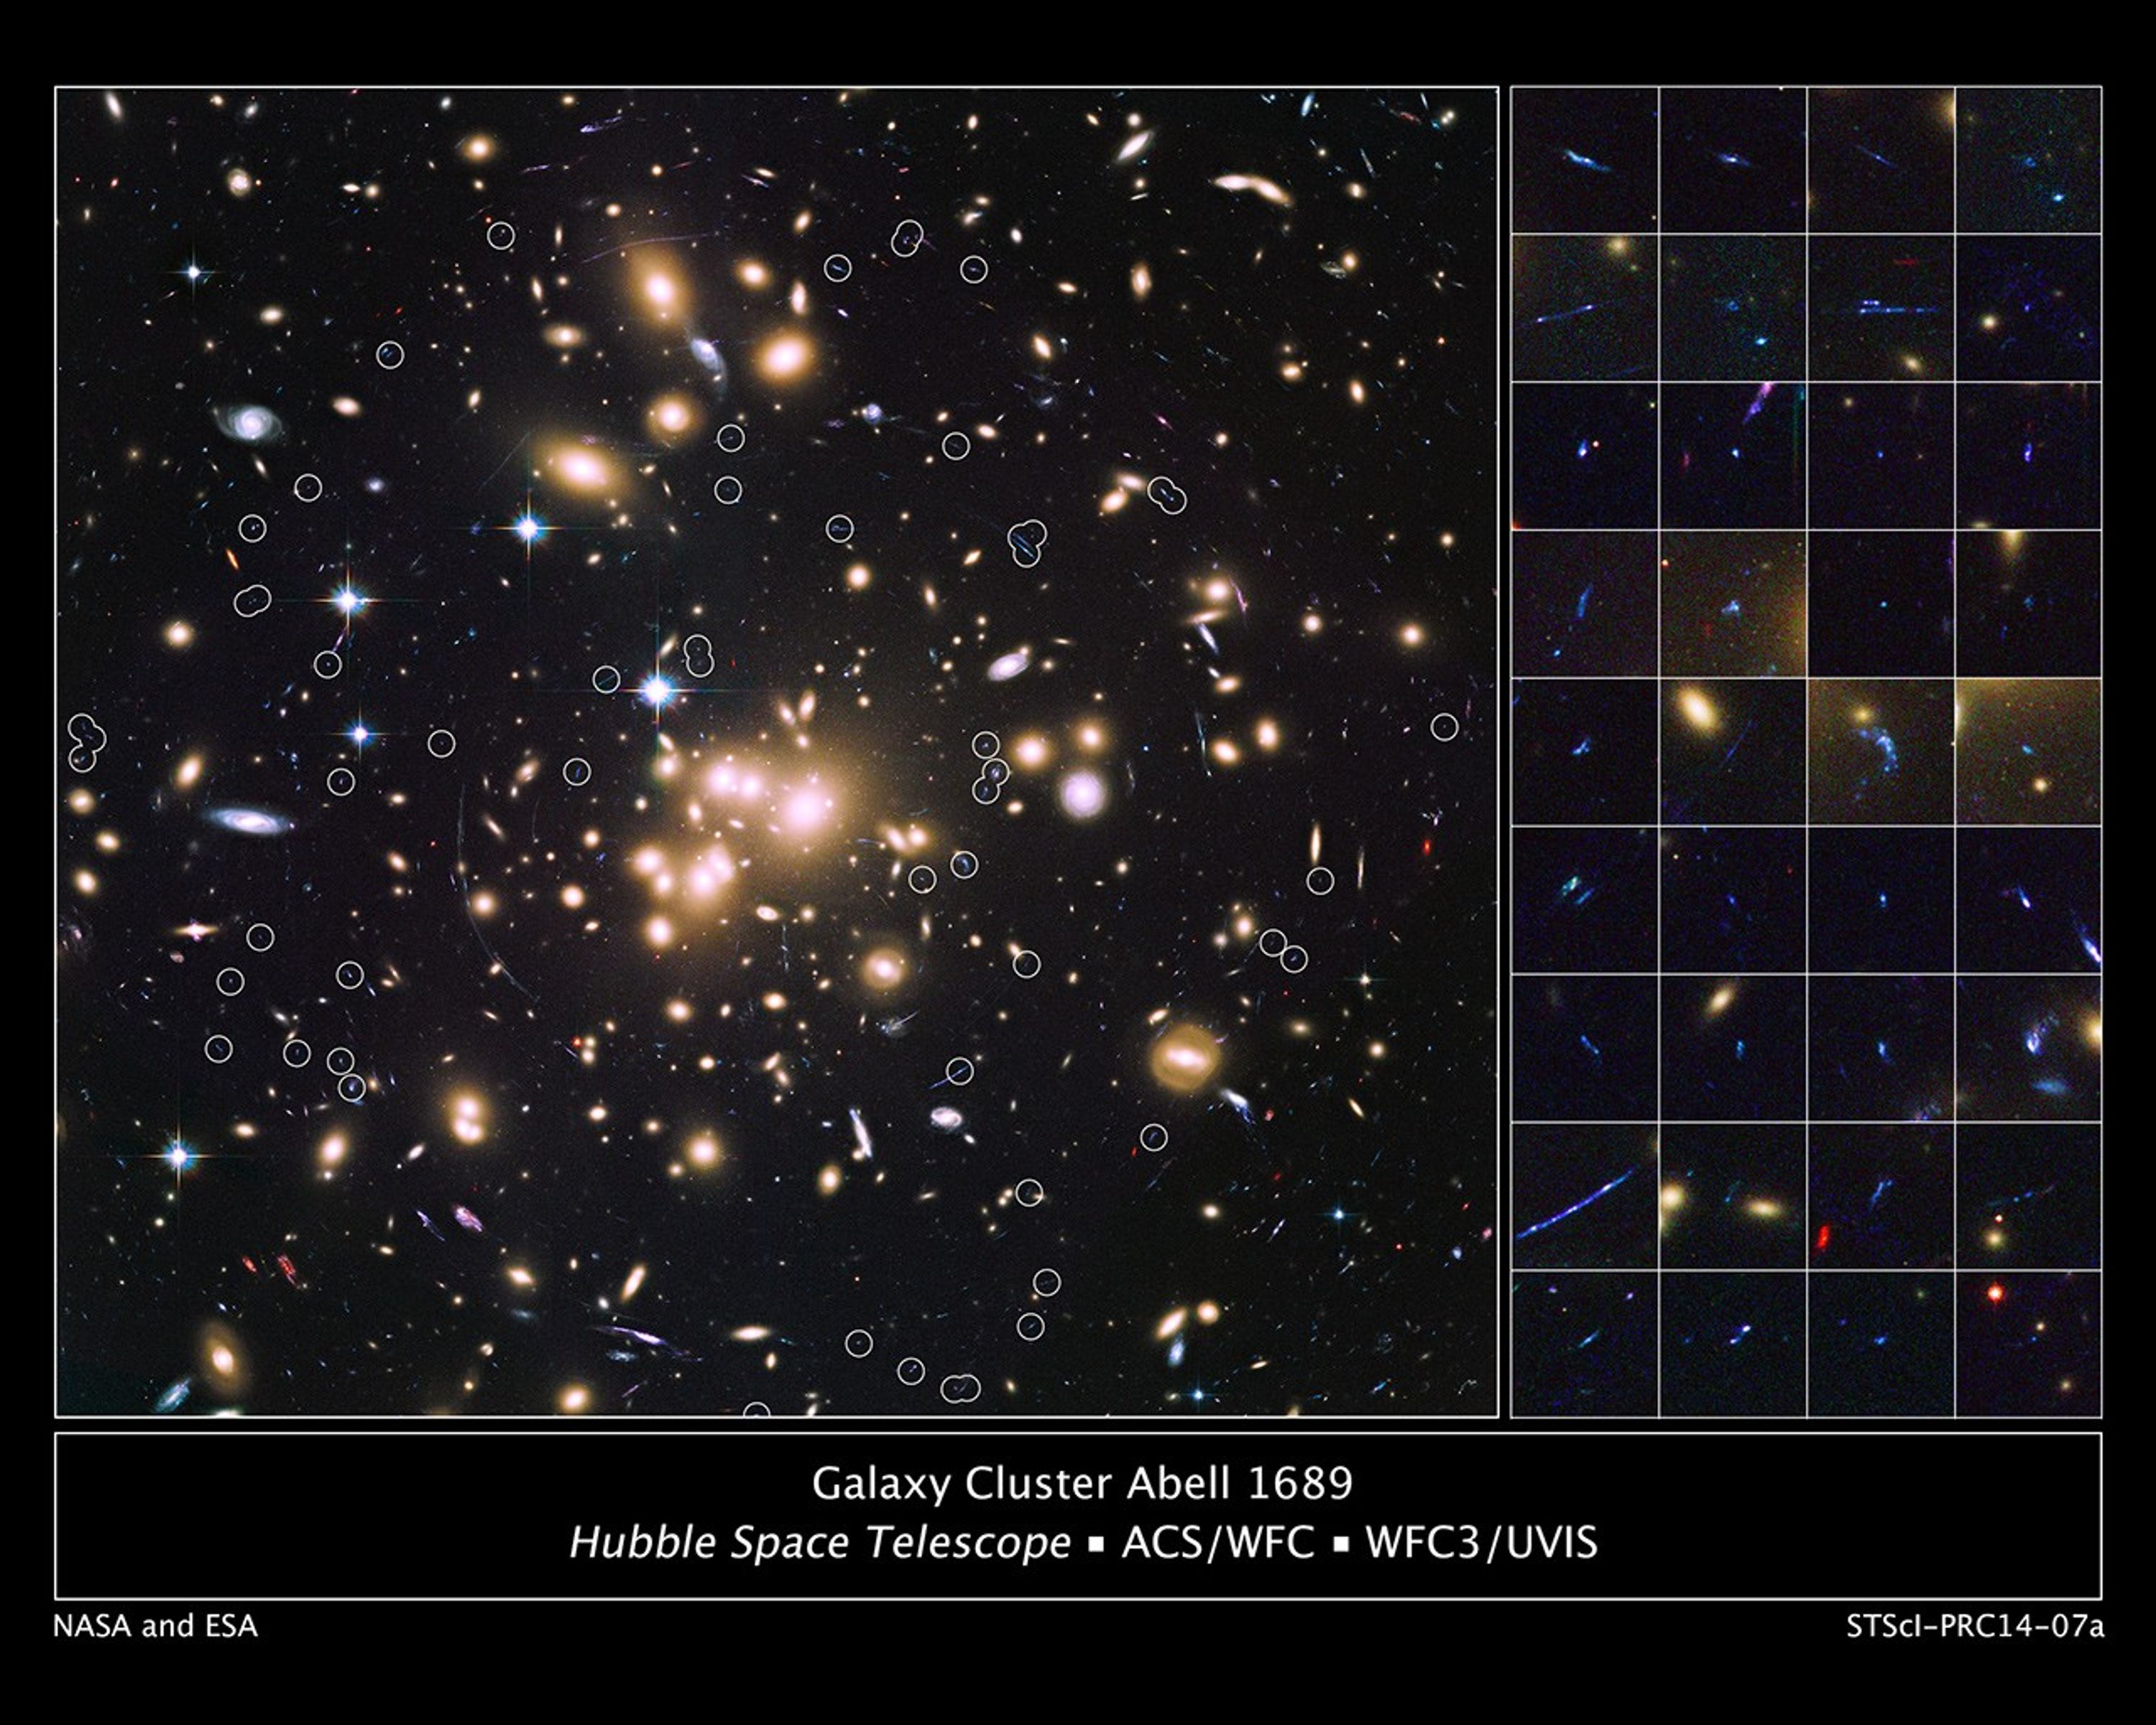 Galaxy Cluster Abell 1689
Hubble Space Telescope ▪ ACS/WFC ▪ WFC3/UVIS
NASA and ESA
STScI-PRC14-07a